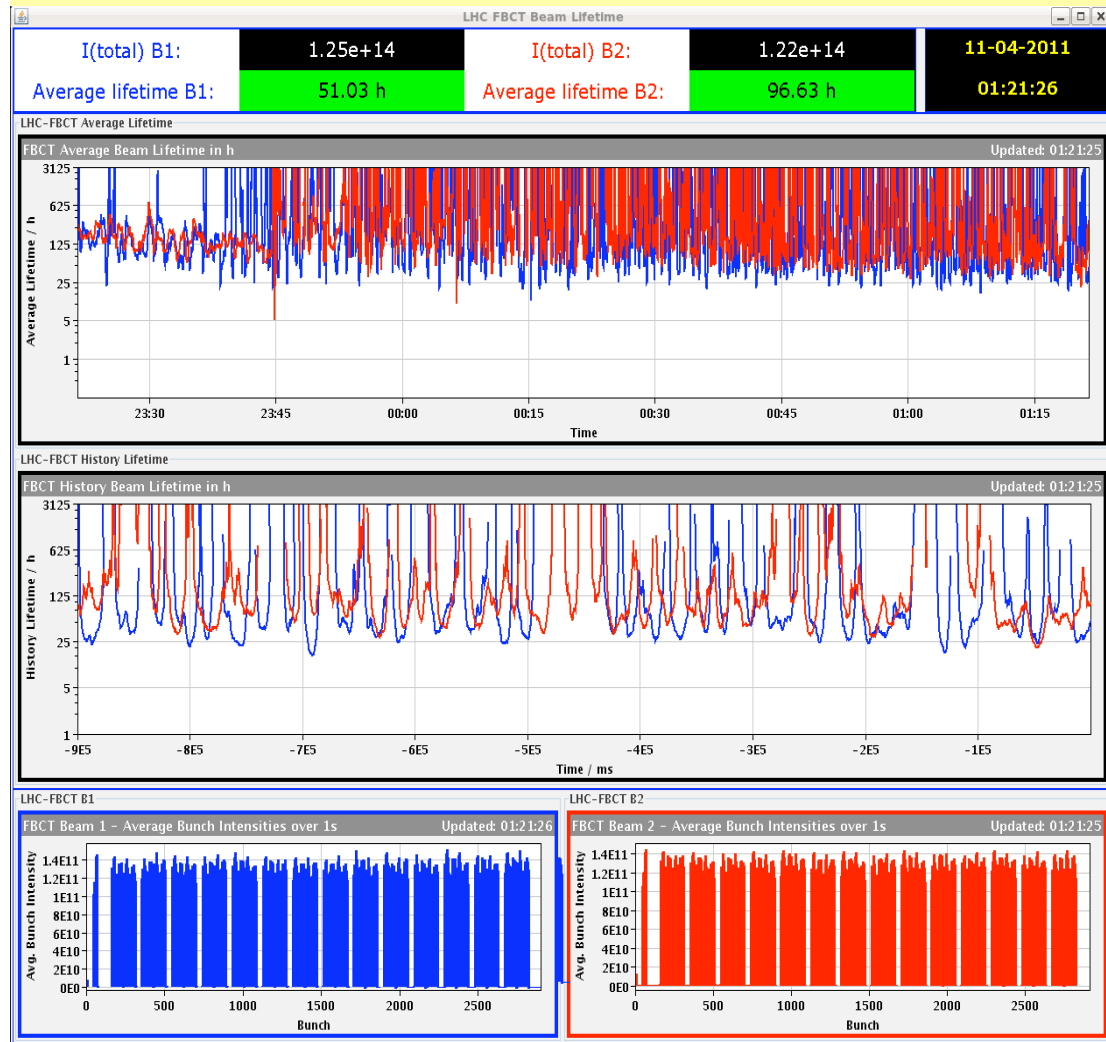 LHC FBCT Beam Lifetime
I(total) B1: 1.25e+14 I(total) B2: 1.22e+14 11-04-2011
Average lifetime B1: 51.03 h Average lifetime B2: 96.63 h 01:21:26
LHC-FBCT Average Lifetime
FBCT Average Beam Lifetime in h Updated: 01:21:25
3125
625
125
25
5
1
Average Lifetime / h
23:30 23:45 00:00 00:15 00:30 00:45 01:00 01:15
Time
LHC-FBCT History Lifetime
FBCT History Beam Lifetime in h Updated: 01:21:25
3125
625
125
25
5
1
History Lifetime / h
-9E5 -8E5 -7E5 -6E5 -5E5 -4E5 -3E5 -2E5 -1E5
Time / ms
LHC-FBCT B1
FBCT Beam 1 - Average Bunch Intensities over 1s Updated: 01:21:26
1.4E11
1.2E11
1E11
8E10
6E10
4E10
2E10
0E0
Avg. Bunch Intensity
0 500 1000 1500 2000 2500
Bunch
LHC-FBCT B2
FBCT Beam 2 - Average Bunch Intensities over 1s Updated: 01:21:25
1.4E11
1.2E11
1E11
8E10
6E10
4E10
2E10
0E0
Avg. Bunch Intensity
0 500 1000 1500 2000 2500
Bunch